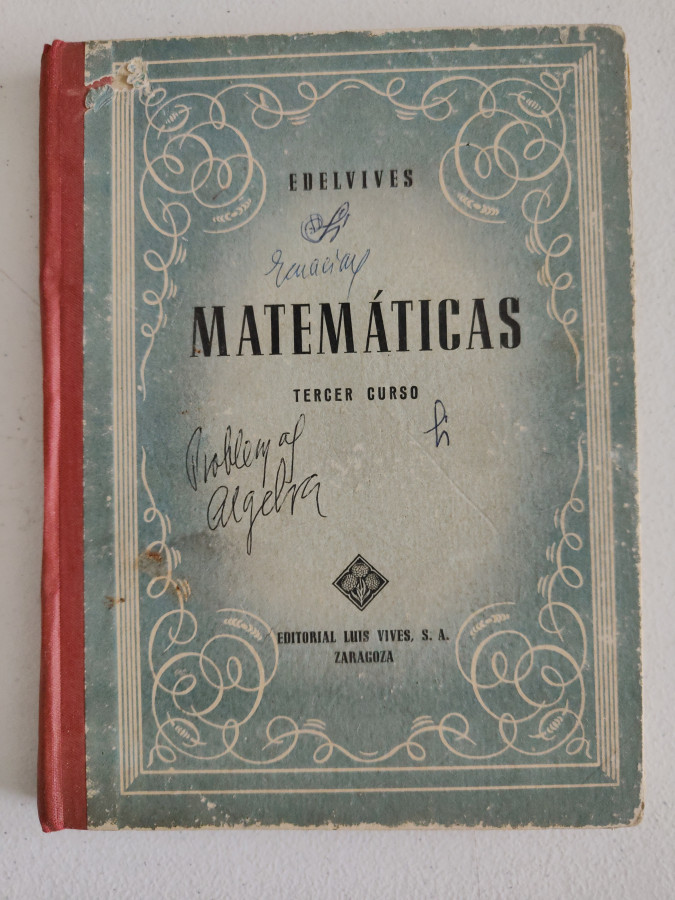 EDELVIVES
MATEMÁTICAS
TERCER CURSO
Problemas
algebra
EDITORIAL LUIS VIVES, S. A.
ZARAGOZA